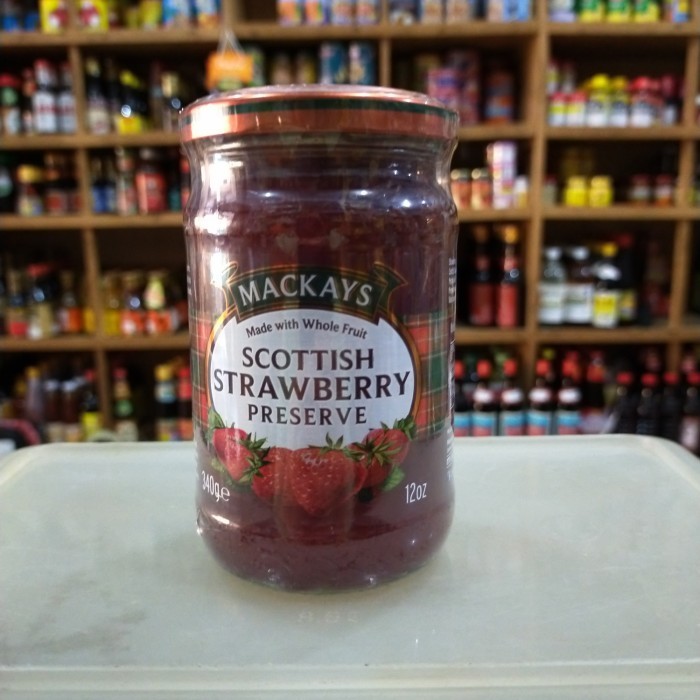 MACKAYS
Made with Whole Fruit
SCOTTISH
STRAWBERRY
PRESERVE
340g℮
12oz